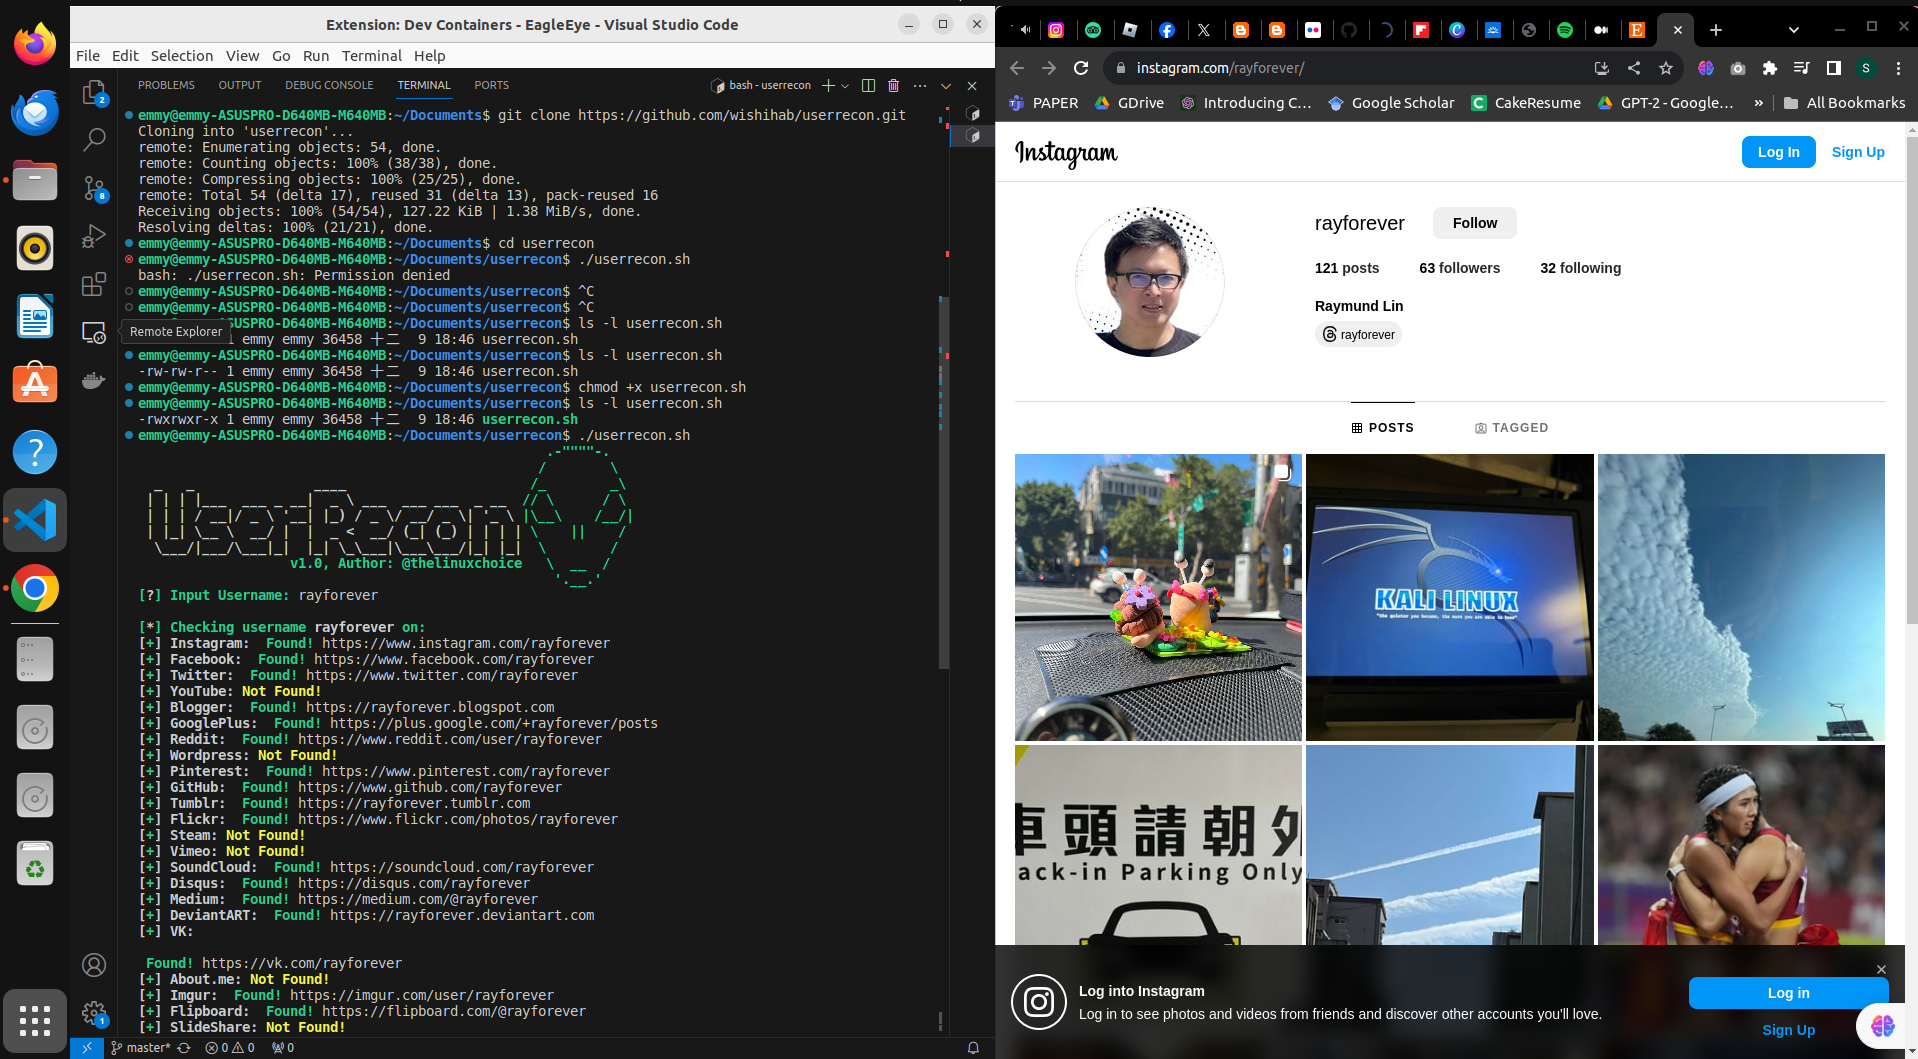 Extension: Dev Containers - EagleEye - Visual Studio Code
File Edit Selection View Go Run Terminal Help
PROBLEMS OUTPUT DEBUG CONSOLE TERMINAL PORTS
bash - userrecon
emmy@emmy-ASUSPRO-D640MB-M640MB:~/Documents$ git clone https://github.com/wishihab/userrecon.git
Cloning into 'userrecon'...
remote: Enumerating objects: 54, done.
remote: Counting objects: 100% (38/38), done.
remote: Compressing objects: 100% (25/25), done.
remote: Total 54 (delta 17), reused 31 (delta 13), pack-reused 16
Receiving objects: 100% (54/54), 127.22 KiB | 1.38 MiB/s, done.
Resolving deltas: 100% (21/21), done.
emmy@emmy-ASUSPRO-D640MB-M640MB:~/Documents$ cd userrecon
emmy@emmy-ASUSPRO-D640MB-M640MB:~/Documents/userrecon$ ./userrecon.sh
bash: ./userrecon.sh: Permission denied
emmy@emmy-ASUSPRO-D640MB-M640MB:~/Documents/userrecon$ ^C
emmy@emmy-ASUSPRO-D640MB-M640MB:~/Documents/userrecon$ ^C
SUSPRO-D640MB-M640MB:~/Documents/userrecon$ ls -l userrecon.sh
Remote Explorer
1 emmy emmy 36458 十二  9 18:46 userrecon.sh
emmy@emmy-ASUSPRO-D640MB-M640MB:~/Documents/userrecon$ ls -l userrecon.sh
-rw-rw-r-- 1 emmy emmy 36458 十二  9 18:46 userrecon.sh
emmy@emmy-ASUSPRO-D640MB-M640MB:~/Documents/userrecon$ chmod +x userrecon.sh
emmy@emmy-ASUSPRO-D640MB-M640MB:~/Documents/userrecon$ ls -l userrecon.sh
-rwxrwxr-x 1 emmy emmy 36458 十二  9 18:46 userrecon.sh
emmy@emmy-ASUSPRO-D640MB-M640MB:~/Documents/userrecon$ ./userrecon.sh
UserRecon
v1.0, Author: @thelinuxchoice
[?] Input Username: rayforever
[*] Checking username rayforever on:
[+] Instagram:  Found! https://www.instagram.com/rayforever
[+] Facebook:  Found! https://www.facebook.com/rayforever
[+] Twitter:  Found! https://www.twitter.com/rayforever
[+] YouTube: Not Found!
[+] Blogger:  Found! https://rayforever.blogspot.com
[+] GooglePlus:  Found! https://plus.google.com/+rayforever/posts
[+] Reddit:  Found! https://www.reddit.com/user/rayforever
[+] Wordpress: Not Found!
[+] Pinterest:  Found! https://www.pinterest.com/rayforever
[+] GitHub:  Found! https://www.github.com/rayforever
[+] Tumblr:  Found! https://rayforever.tumblr.com
[+] Flickr:  Found! https://www.flickr.com/photos/rayforever
[+] Steam: Not Found!
[+] Vimeo: Not Found!
[+] SoundCloud:  Found! https://soundcloud.com/rayforever
[+] Disqus:  Found! https://disqus.com/rayforever
[+] Medium:  Found! https://medium.com/@rayforever
[+] DeviantART:  Found! https://rayforever.deviantart.com
[+] VK:
Found! https://vk.com/rayforever
[+] About.me: Not Found!
[+] Imgur:  Found! https://imgur.com/user/rayforever
[+] Flipboard:  Found! https://flipboard.com/@rayforever
[+] SlideShare: Not Found!
2
8
1
master* 0 0 0
instagram.com/rayforever/
S
PAPER GDrive Introducing C... Google Scholar CakeResume GPT-2 - Google... » All Bookmarks
Instagram
Log In Sign Up
rayforever Follow
121 posts 63 followers 32 following
Raymund Lin
rayforever
POSTS TAGGED
KALI LINUX
"the quieter you become, the more you are able to hear"
車頭請朝外
ack-in Parking Only
Log into Instagram
Log in to see photos and videos from friends and discover other accounts you'll love.
Log in
Sign Up